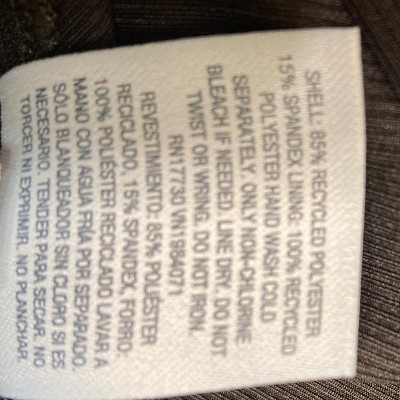 SHELL: 85% RECYCLED POLYESTER
15% SPANDEX LINING: 100% RECYCLED
POLYESTER HAND WASH COLD
SEPARATELY. ONLY NON-CHLORINE
BLEACH IF NEEDED. LINE DRY. DO NOT
TWIST OR WRING. DO NOT IRON.
RN17730 VN1984071
REVESTIMIENTO: 85% POLIÉSTER
RECICLADO, 15% SPANDEX, FORRO:
100% POLIÉSTER RECICLADO LAVAR A
MANO CON AGUA FRÍA POR SEPARADO.
SÓLO BLANQUEADOR SIN CLORO SI ES
NECESARIO. TENDER PARA SECAR. NO
TORCER NI EXPRIMIR. NO PLANCHAR.